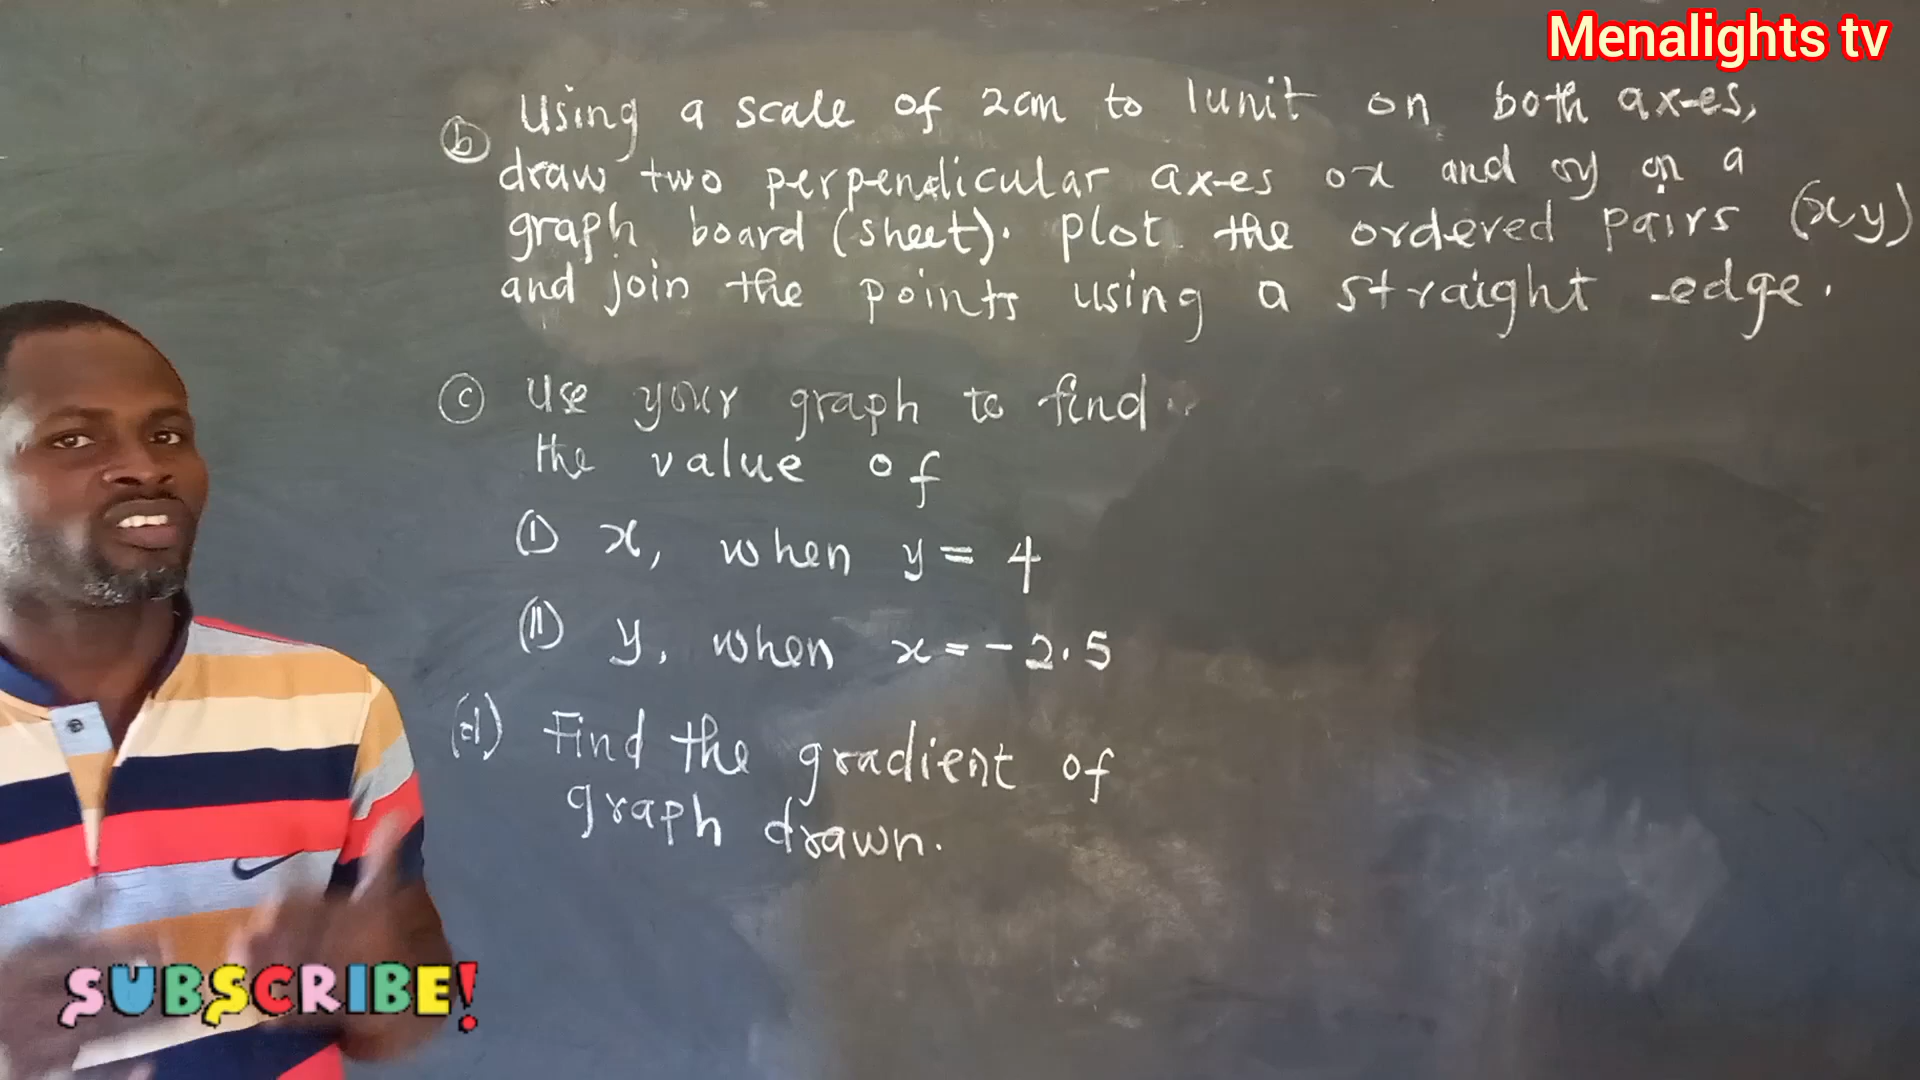 Menalights tv
(b) Using a scale of 2cm to 1unit on both axes,
draw two perpendicular axes ox and oy on a
graph board (sheet). plot the ordered pairs (x,y)
and join the points using a straight edge.
(c) Use your graph to find
the value of
(I) x, when y = 4
(II) y, when x = -2.5
(d) Find the gradient of
graph drawn.
SUBSCRIBE!